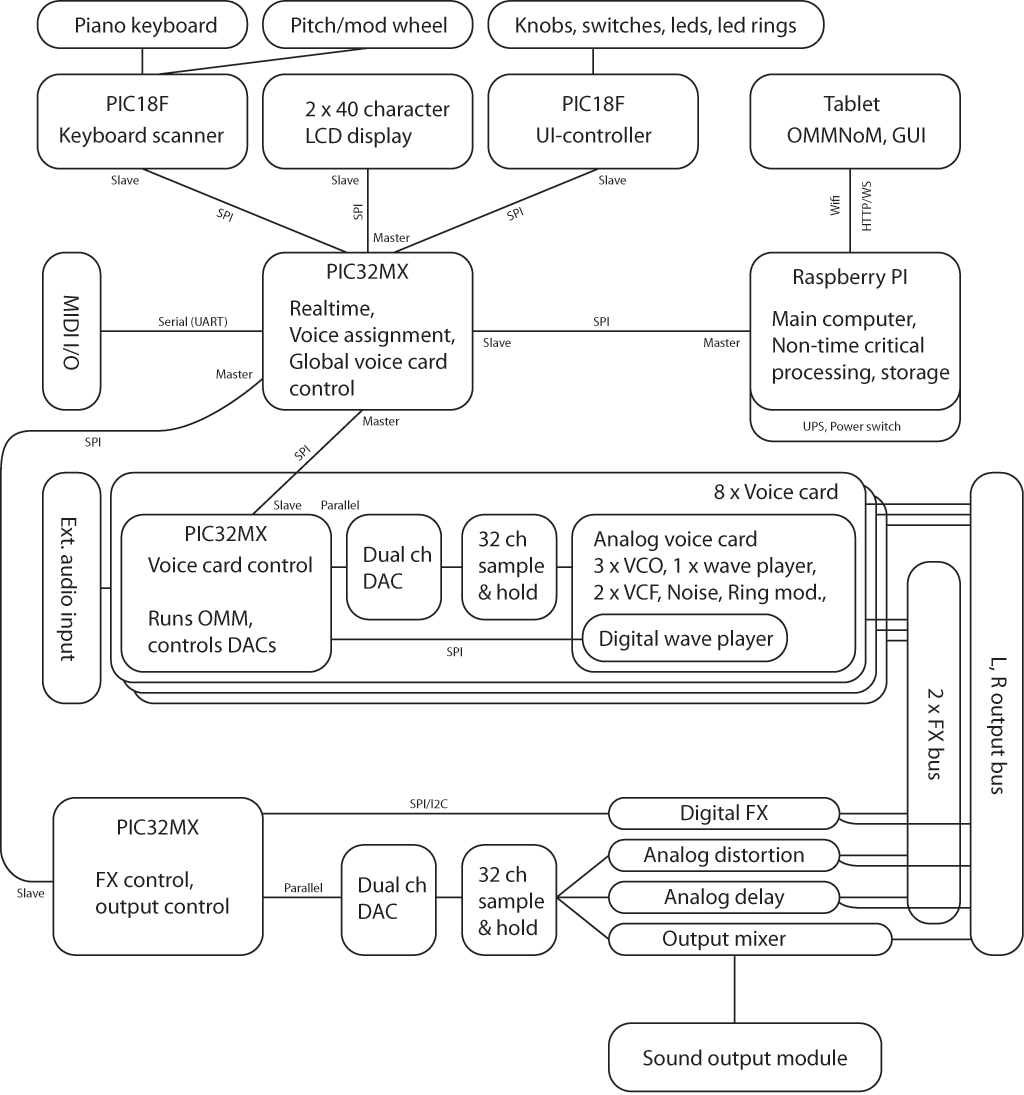 Piano keyboard
Pitch/mod wheel
Knobs, switches, leds, led rings
PIC18F
Keyboard scanner
2 x 40 character
LCD display
PIC18F
UI-controller
Tablet
OMMNoM, GUI
Slave
Slave
Slave
SPI
SPI
SPI
Wifi
HTTP/WS
Master
MIDI I/O
Serial (UART)
PIC32MX
Realtime,
Voice assignment,
Global voice card
control
SPI
Slave
Master
Raspberry PI
Main computer,
Non-time critical
processing, storage
UPS, Power switch
Master
SPI
Master
SPI
Ext. audio input
8 x Voice card
Slave
Parallel
PIC32MX
Voice card control
Runs OMM,
controls DACs
Dual ch
DAC
32 ch
sample
& hold
Analog voice card
3 x VCO, 1 x wave player,
2 x VCF, Noise, Ring mod.,
Digital wave player
SPI
2 x FX bus
L, R output bus
Slave
PIC32MX
FX control,
output control
SPI/I2C
Parallel
Dual ch
DAC
32 ch
sample
& hold
Digital FX
Analog distortion
Analog delay
Output mixer
Sound output module